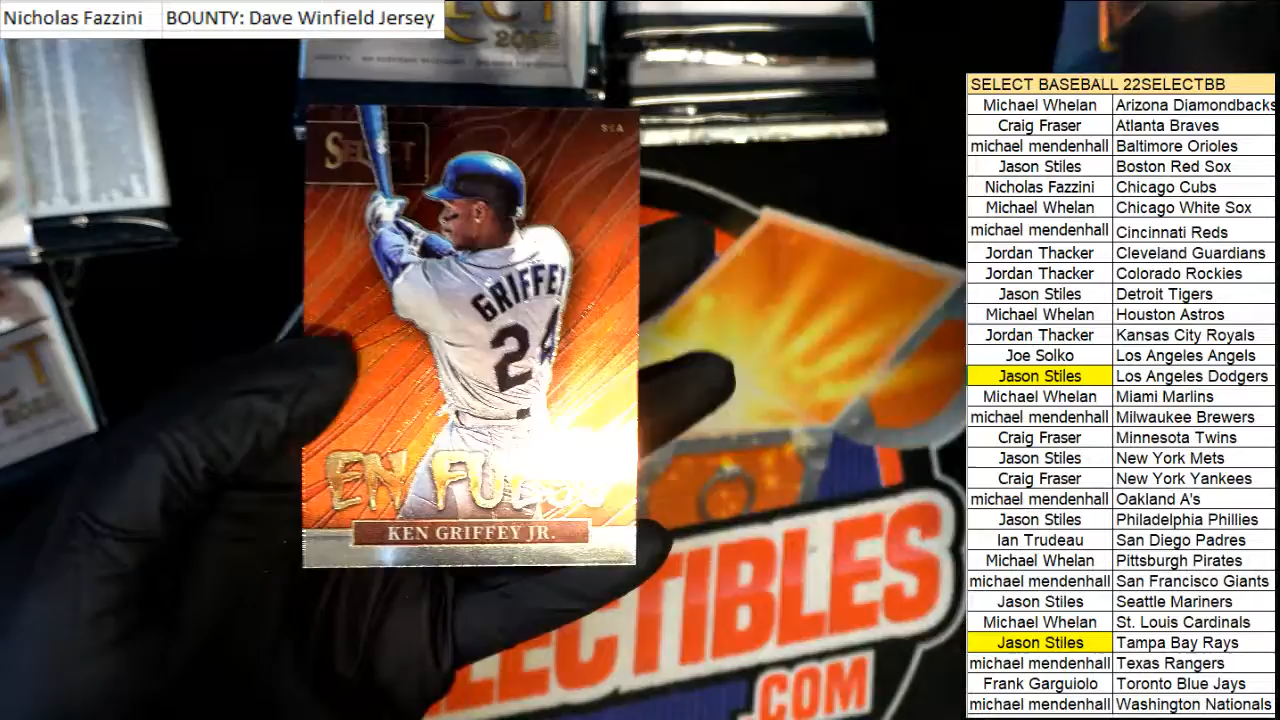 Nicholas Fazzini BOUNTY: Dave Winfield Jersey
2022
SELECT
SEA
GRIFFEY
24
EN FUEGO
KEN GRIFFEY JR.
LECTIBLES
.COM
SELECT BASEBALL 22SELECTBB
Michael Whelan Arizona Diamondbacks
Craig Fraser Atlanta Braves
michael mendenhall Baltimore Orioles
Jason Stiles Boston Red Sox
Nicholas Fazzini Chicago Cubs
Michael Whelan Chicago White Sox
michael mendenhall Cincinnati Reds
Jordan Thacker Cleveland Guardians
Jordan Thacker Colorado Rockies
Jason Stiles Detroit Tigers
Michael Whelan Houston Astros
Jordan Thacker Kansas City Royals
Joe Solko Los Angeles Angels
Jason Stiles Los Angeles Dodgers
Michael Whelan Miami Marlins
michael mendenhall Milwaukee Brewers
Craig Fraser Minnesota Twins
Jason Stiles New York Mets
Craig Fraser New York Yankees
michael mendenhall Oakland A's
Jason Stiles Philadelphia Phillies
Ian Trudeau San Diego Padres
Michael Whelan Pittsburgh Pirates
michael mendenhall San Francisco Giants
Jason Stiles Seattle Mariners
Michael Whelan St. Louis Cardinals
Jason Stiles Tampa Bay Rays
michael mendenhall Texas Rangers
Frank Garguiolo Toronto Blue Jays
michael mendenhall Washington Nationals